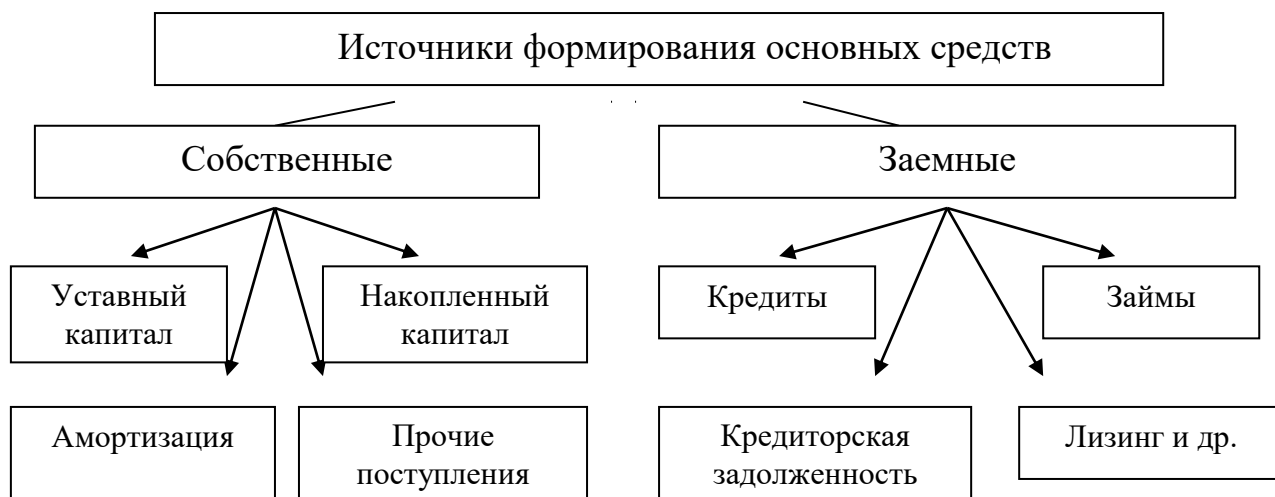 Источники формирования основных средств
Собственные
Заемные
Уставный
капитал
Накопленный
капитал
Кредиты
Займы
Амортизация
Прочие
поступления
Кредиторская
задолженность
Лизинг и др.